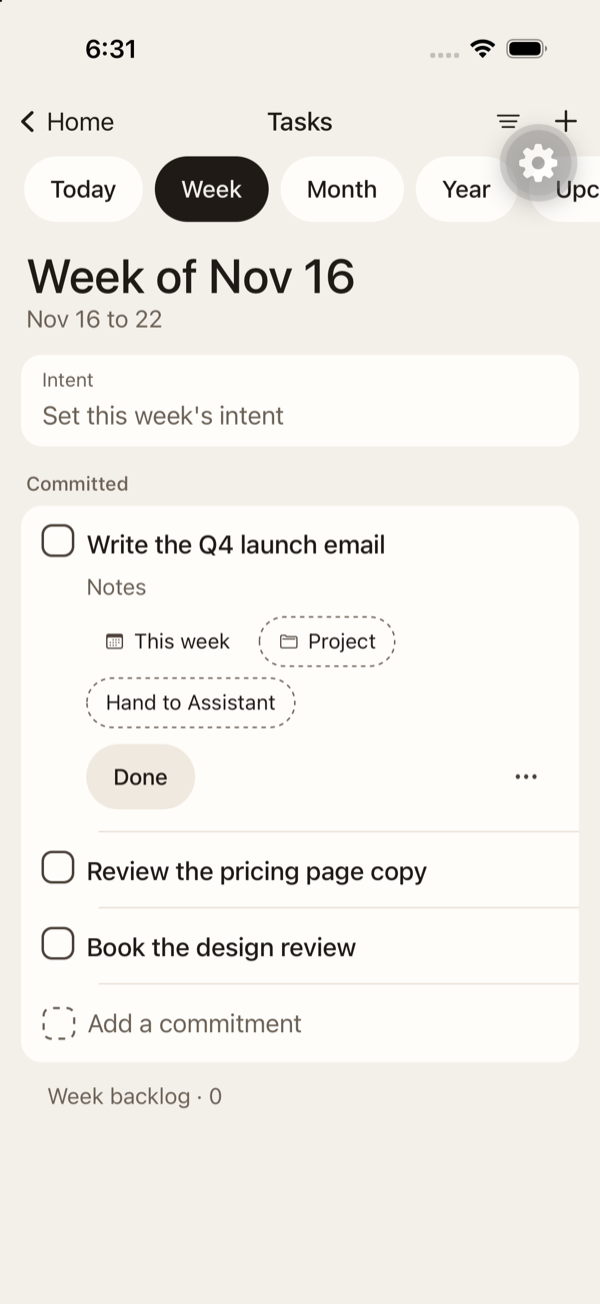 6:31
Home
Tasks
Today
Week
Month
Year
Upc
Week of Nov 16
Nov 16 to 22
Intent
Set this week's intent
Committed
Write the Q4 launch email
Notes
This week
Project
Hand to Assistant
Done
Review the pricing page copy
Book the design review
Add a commitment
Week backlog · 0